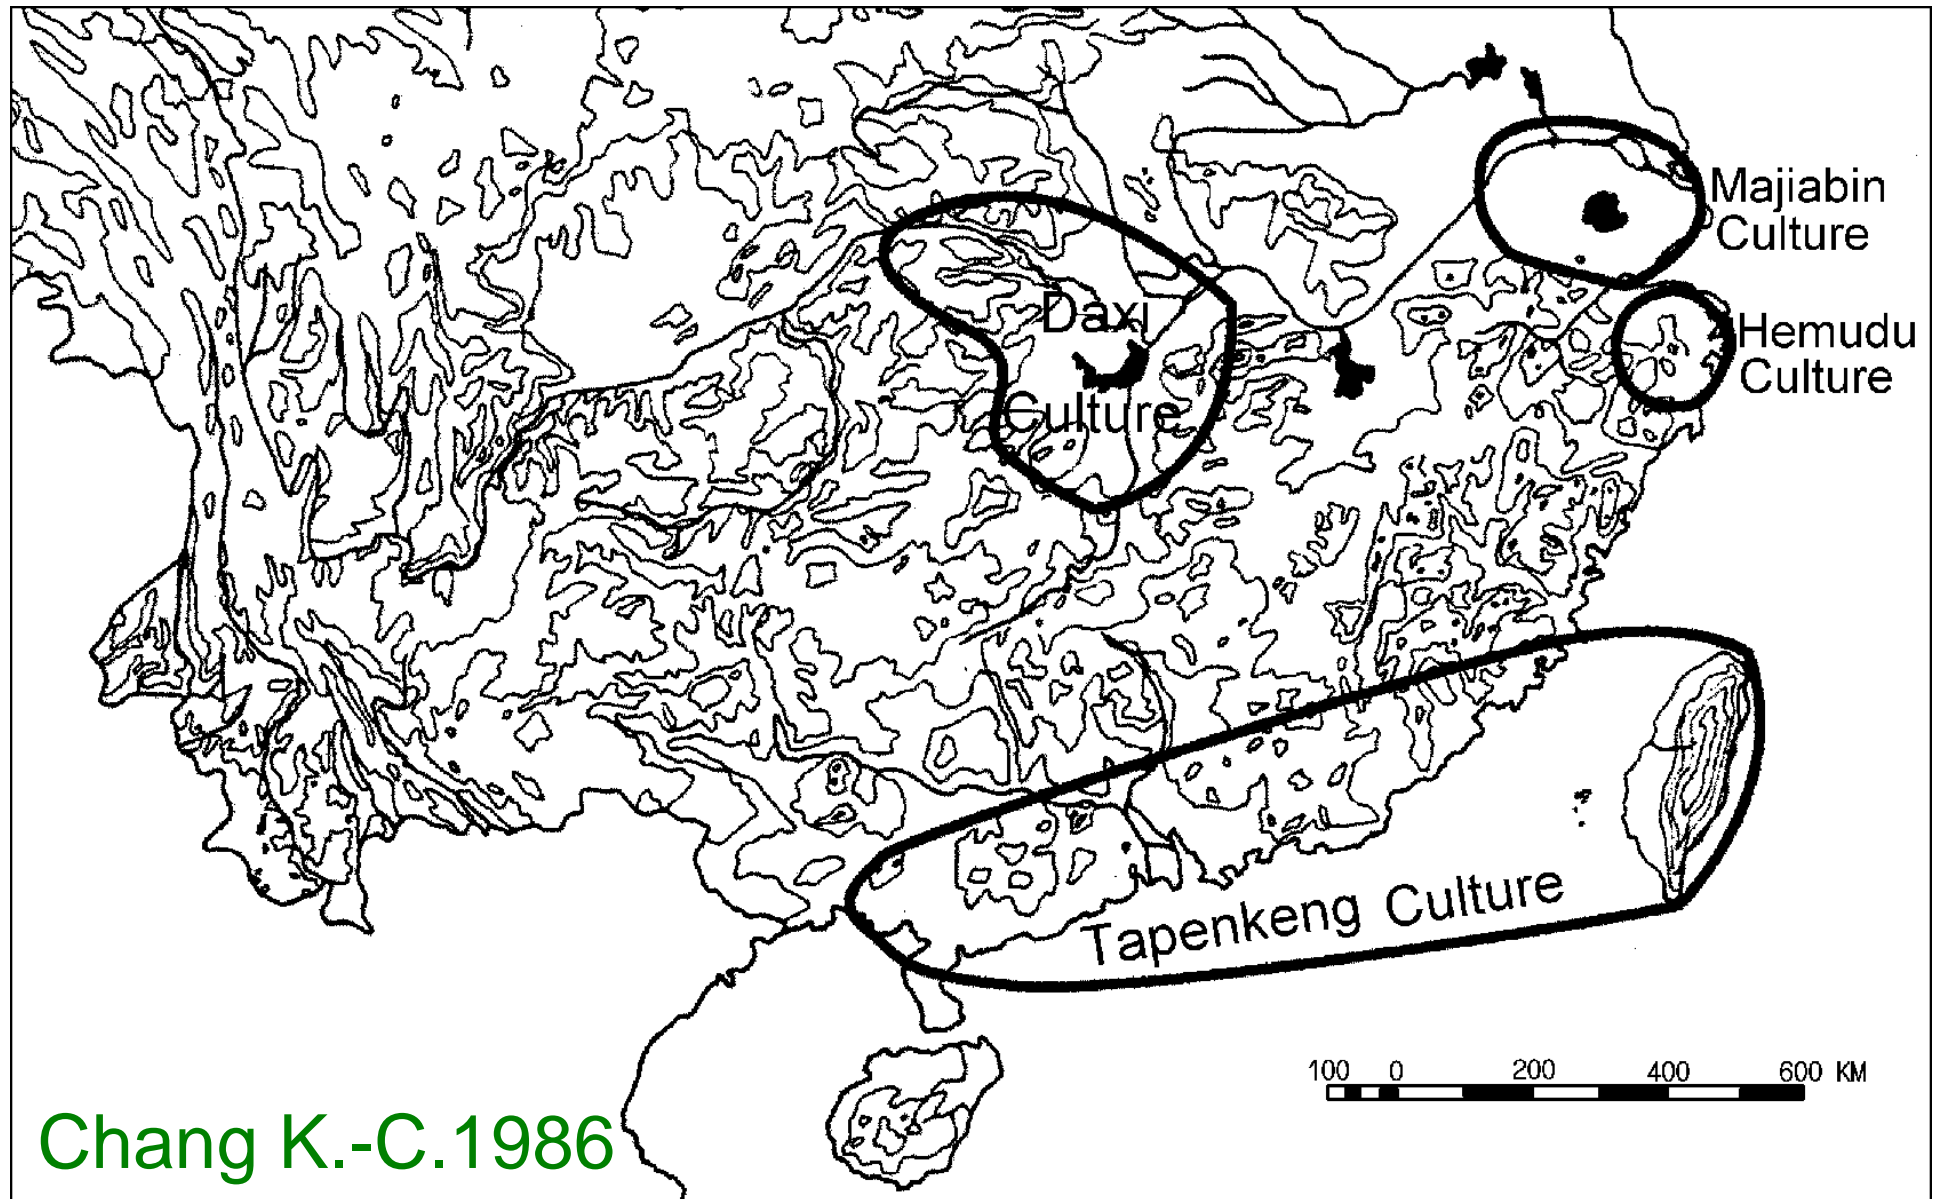 Majiabin
Culture
Daxi
Culture
Hemudu
Culture
Tapenkeng Culture
100 0 200 400 600 KM
Chang K.-C.1986